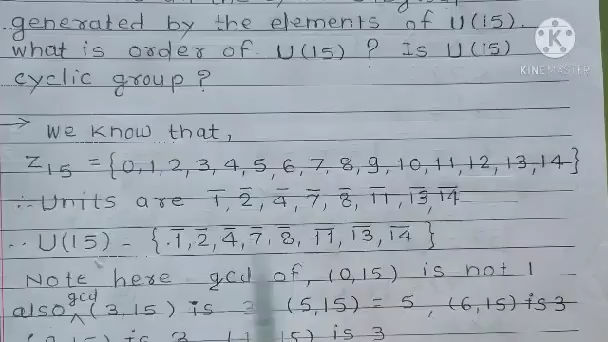 generated by the elements of U(15).
what is order of U(15) ? Is U(15)
cyclic group ?
KINEMASTER
→ We know that,
Z₁₅ = {0,1,2,3,4,5,6,7,8,9,10,11,12,13,14}
∴ Units are 1̅, 2̅, 4̅, 7̅, 8̅, 1̅1̅, 1̅3̅, 1̅4̅
∴ U(15) = {1̅, 2̅, 4̅, 7̅, 8̅, 1̅1̅, 1̅3̅, 1̅4̅ }
Note here gcd of, (0,15) is not 1
also gcd (3,15) is 3 (5,15) = 5, (6,15) is 3
is 3 is 3